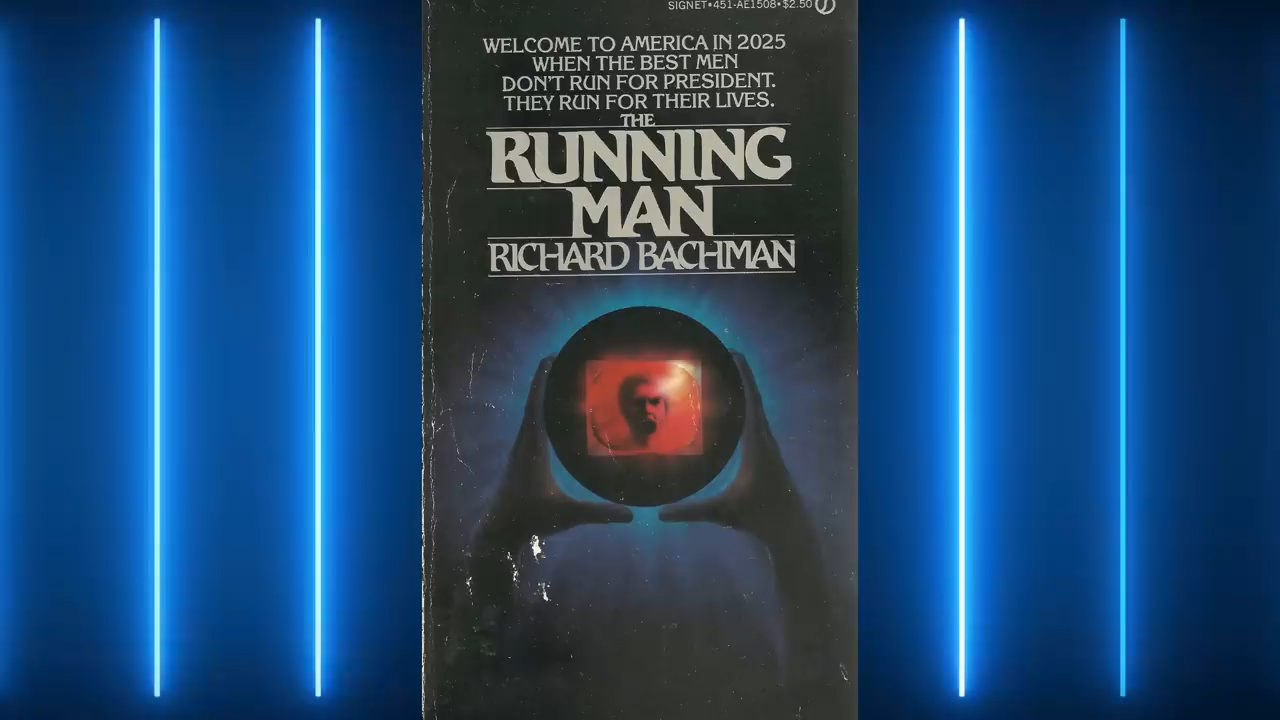 SIGNET•451-AE1508•$2.50
WELCOME TO AMERICA IN 2025
WHEN THE BEST MEN
DON'T RUN FOR PRESIDENT.
THEY RUN FOR THEIR LIVES.
THE
RUNNING
MAN
RICHARD BACHMAN